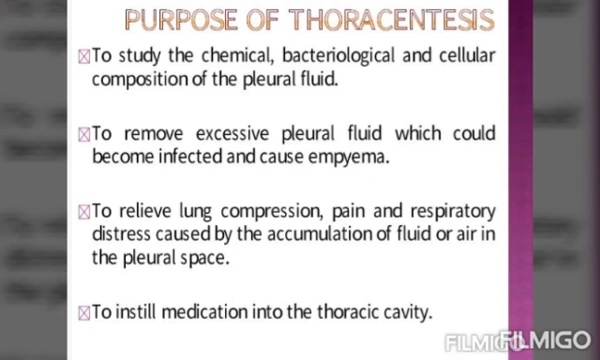 PURPOSE OF THORACENTESIS
To study the chemical, bacteriological and cellular
composition of the pleural fluid.
To remove excessive pleural fluid which could
become infected and cause empyema.
To relieve lung compression, pain and respiratory
distress caused by the accumulation of fluid or air in
the pleural space.
To instill medication into the thoracic cavity.
FILMIGO FILMIGO